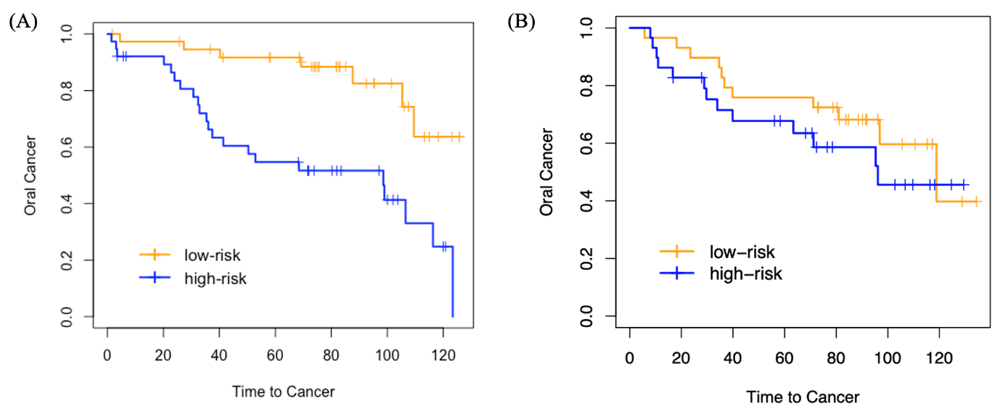 (A)
Oral Cancer
1.0
0.8
0.6
0.4
0.2
0.0
low-risk
high-risk
0 20 40 60 80 100 120
Time to Cancer
(B)
Oral Cancer
1.0
0.8
0.6
0.4
0.2
0.0
low−risk
high−risk
0 20 40 60 80 100 120
Time to Cancer